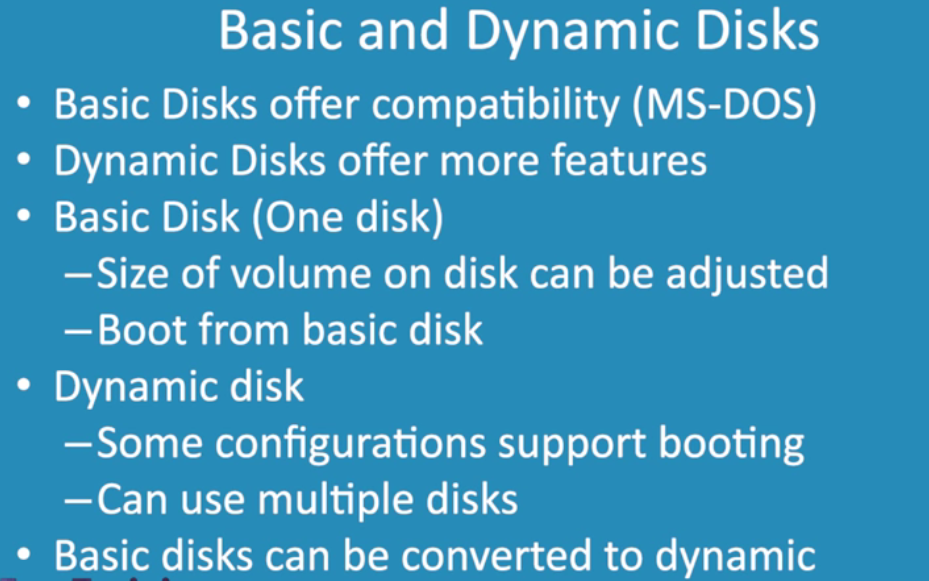 Basic and Dynamic Disks
• Basic Disks offer compatibility (MS-DOS)
• Dynamic Disks offer more features
• Basic Disk (One disk)
–Size of volume on disk can be adjusted
–Boot from basic disk
• Dynamic disk
–Some configurations support booting
–Can use multiple disks
• Basic disks can be converted to dynamic